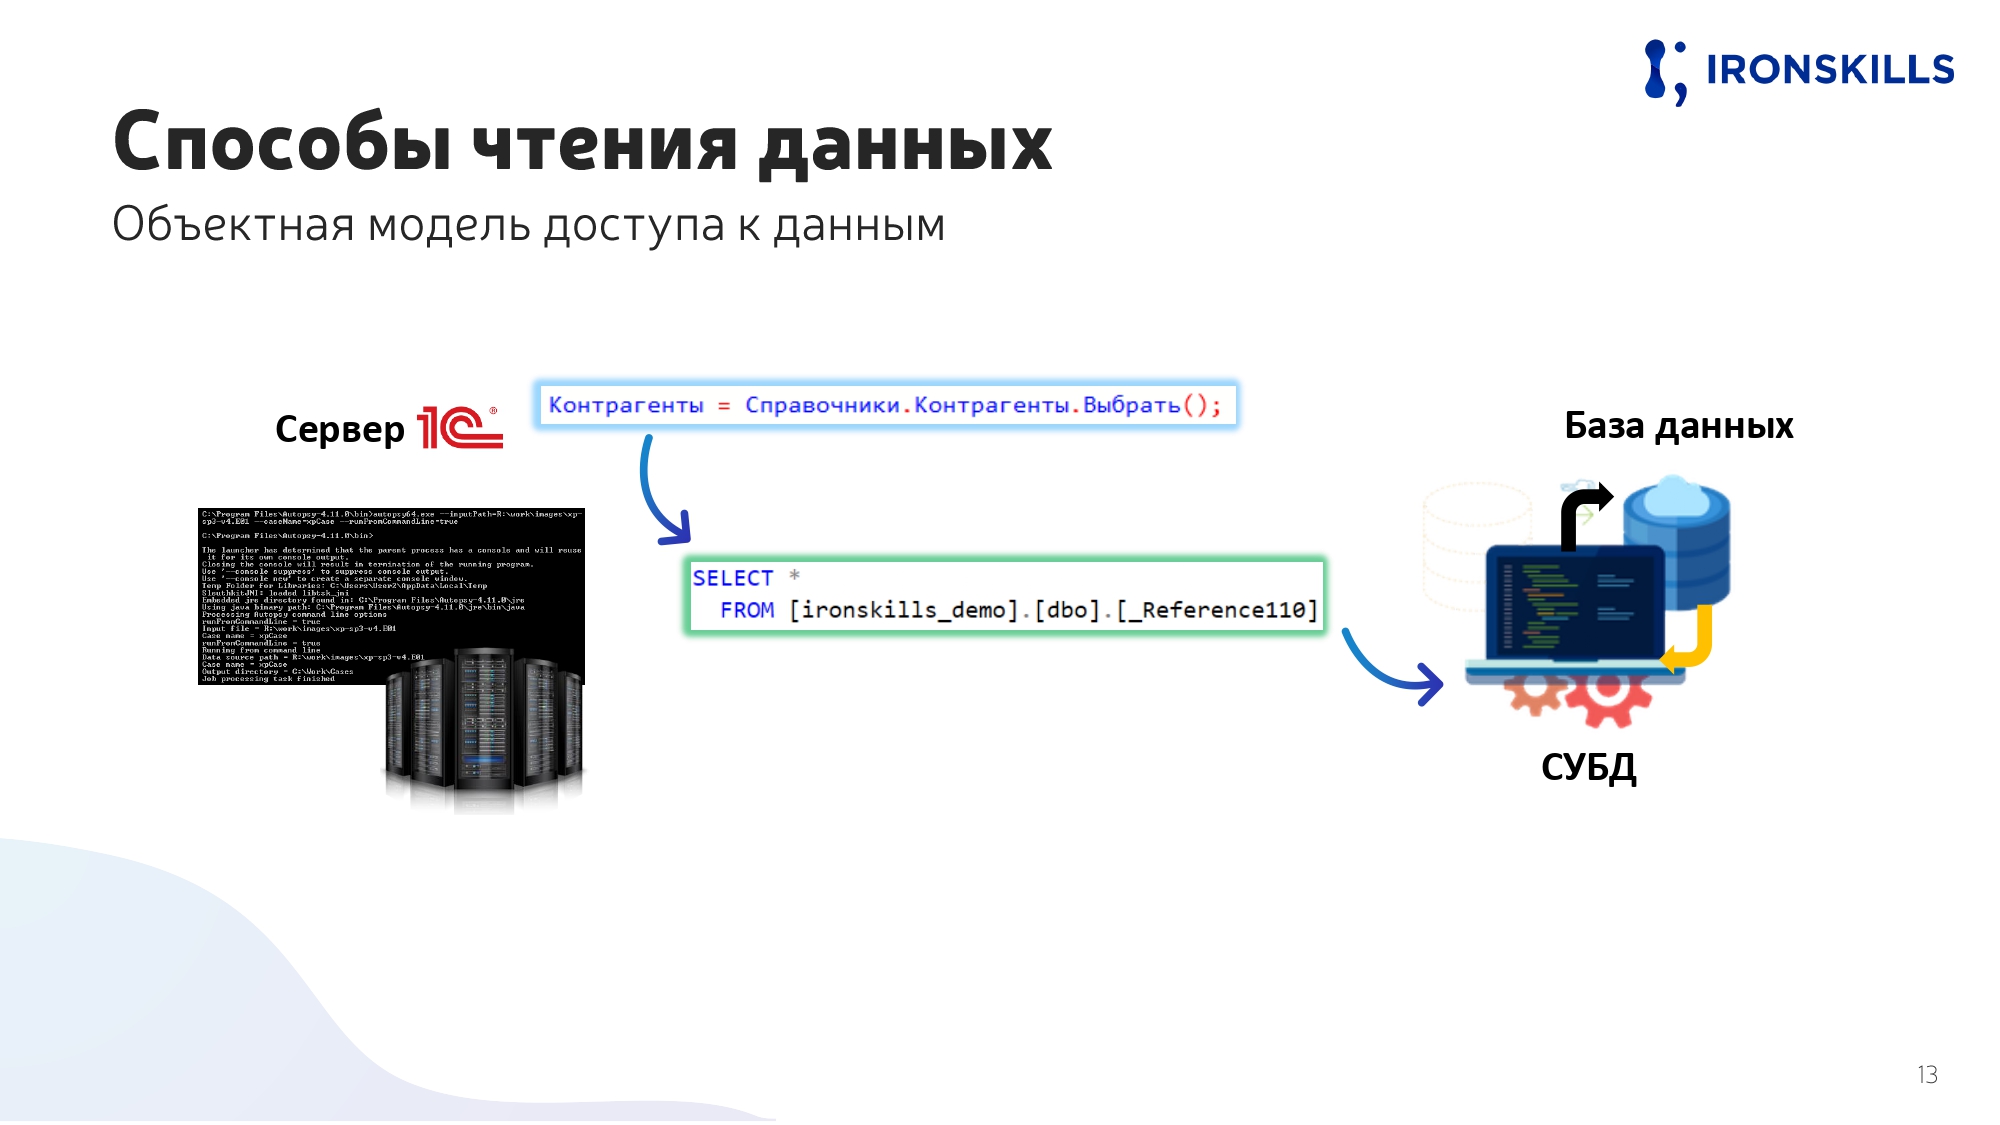 IRONSKILLS
Способы чтения данных
Объектная модель доступа к данным
Сервер 1С®
Контрагенты = Справочники.Контрагенты.Выбрать();
База данных
C:\Program Files\Autopsy-4.11.0\bin>autopsy64.exe --inputPath=R:\work\images\xp-
sp3-v4.E01 --caseName=xpCase --runFromCommandLine=true
C:\Program Files\Autopsy-4.11.0\bin>
The launcher has determined that the parent process has a console and will reuse
it for its own console output.
Closing the console will result in termination of the running program.
Use '--console suppress' to suppress console output.
Use '--console new' to create a separate console window.
Temp Folder for Libraries: C:\Users\User2\AppData\Local\Temp
SleuthkitJNI: loaded libtsk_jni
Embedded jre directory found in: C:\Program Files\Autopsy-4.11.0\jre
Using java binary path: C:\Program Files\Autopsy-4.11.0\jre\bin\java
Processing Autopsy command line options
runFromCommandLine = true
Input file = R:\work\images\xp-sp3-v4.E01
Case name = xpCase
runFromCommandLine = true
Running from command line
Data source path = R:\work\images\xp-sp3-v4.E01
Case name = xpCase
Output directory = C:\Work\Cases
Job processing task finished
SELECT *
FROM [ironskills_demo].[dbo].[_Reference110]
СУБД
13